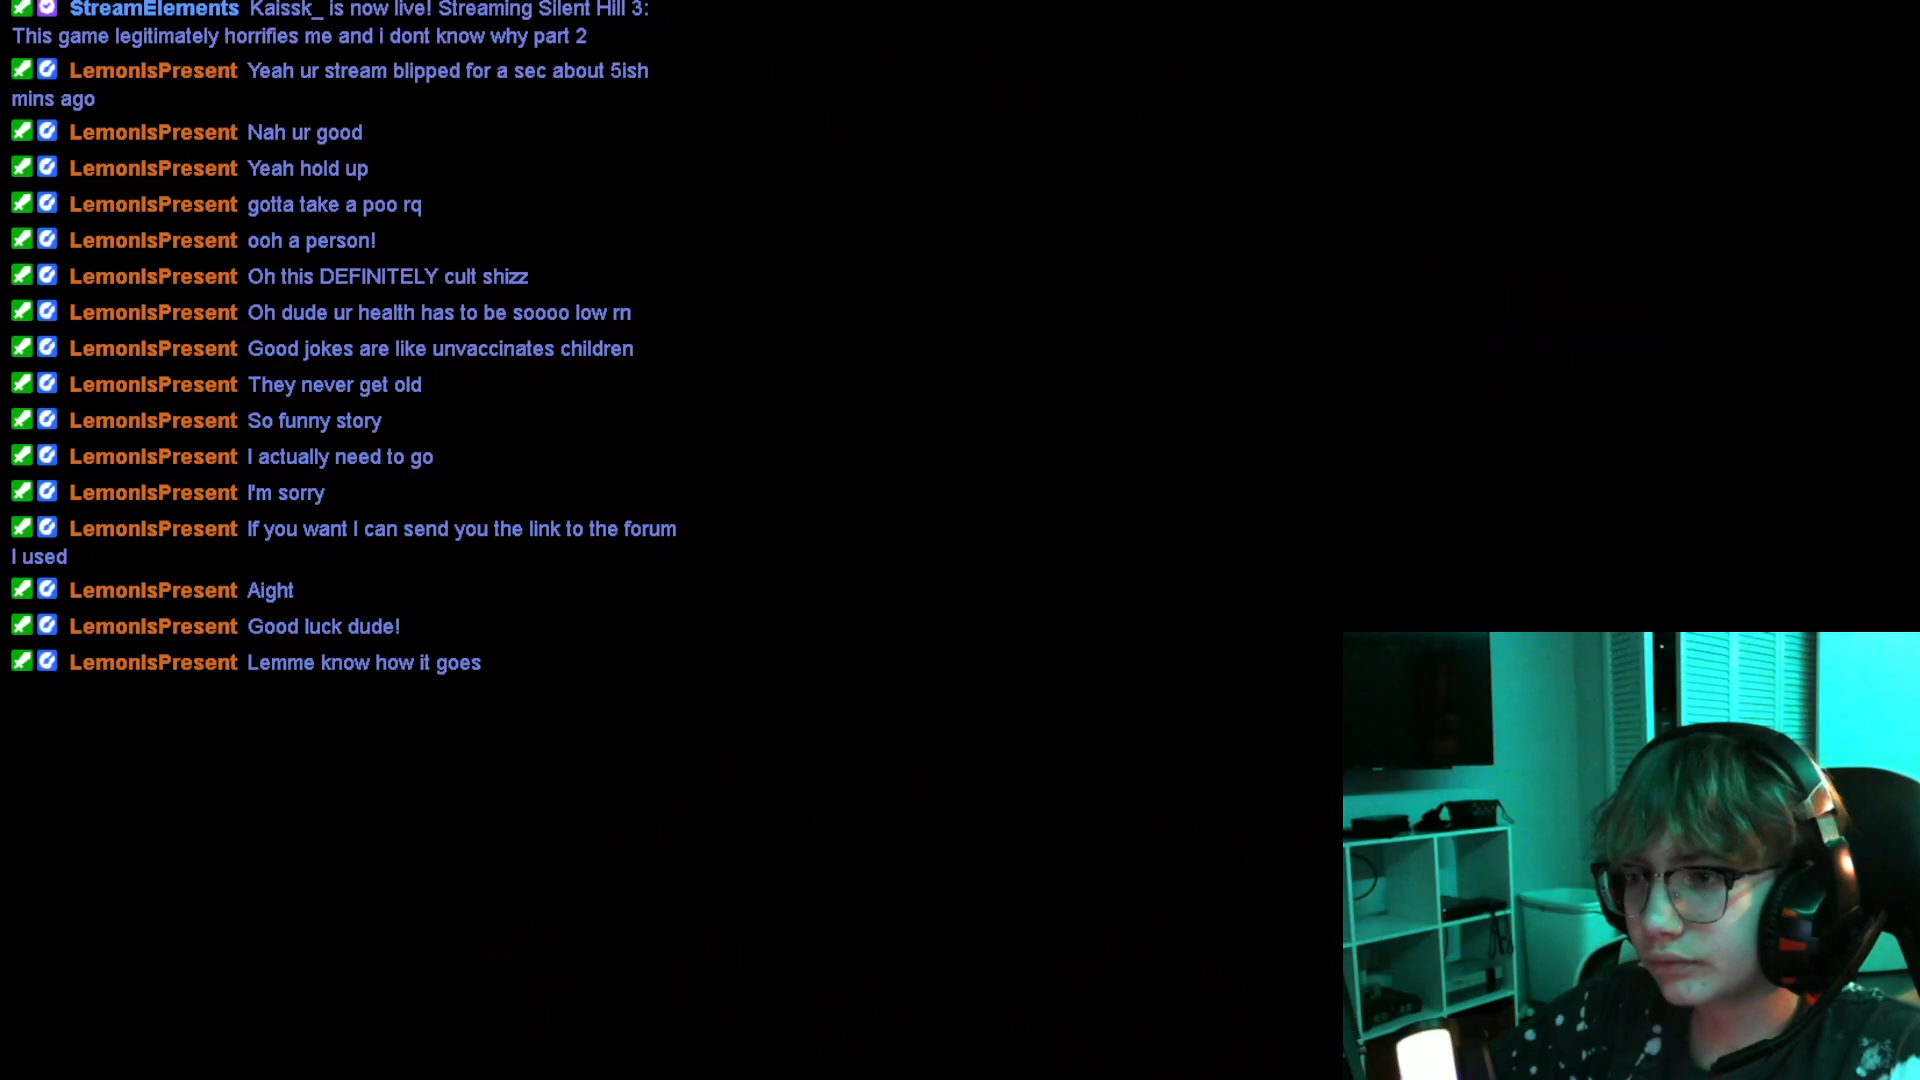 StreamElements Kaissk_ is now live! Streaming Silent Hill 3:
This game legitimately horrifies me and i dont know why part 2
LemonIsPresent Yeah ur stream blipped for a sec about 5ish
mins ago
LemonIsPresent Nah ur good
LemonIsPresent Yeah hold up
LemonIsPresent gotta take a poo rq
LemonIsPresent ooh a person!
LemonIsPresent Oh this DEFINITELY cult shizz
LemonIsPresent Oh dude ur health has to be soooo low rn
LemonIsPresent Good jokes are like unvaccinates children
LemonIsPresent They never get old
LemonIsPresent So funny story
LemonIsPresent I actually need to go
LemonIsPresent I'm sorry
LemonIsPresent If you want I can send you the link to the forum
I used
LemonIsPresent Aight
LemonIsPresent Good luck dude!
LemonIsPresent Lemme know how it goes